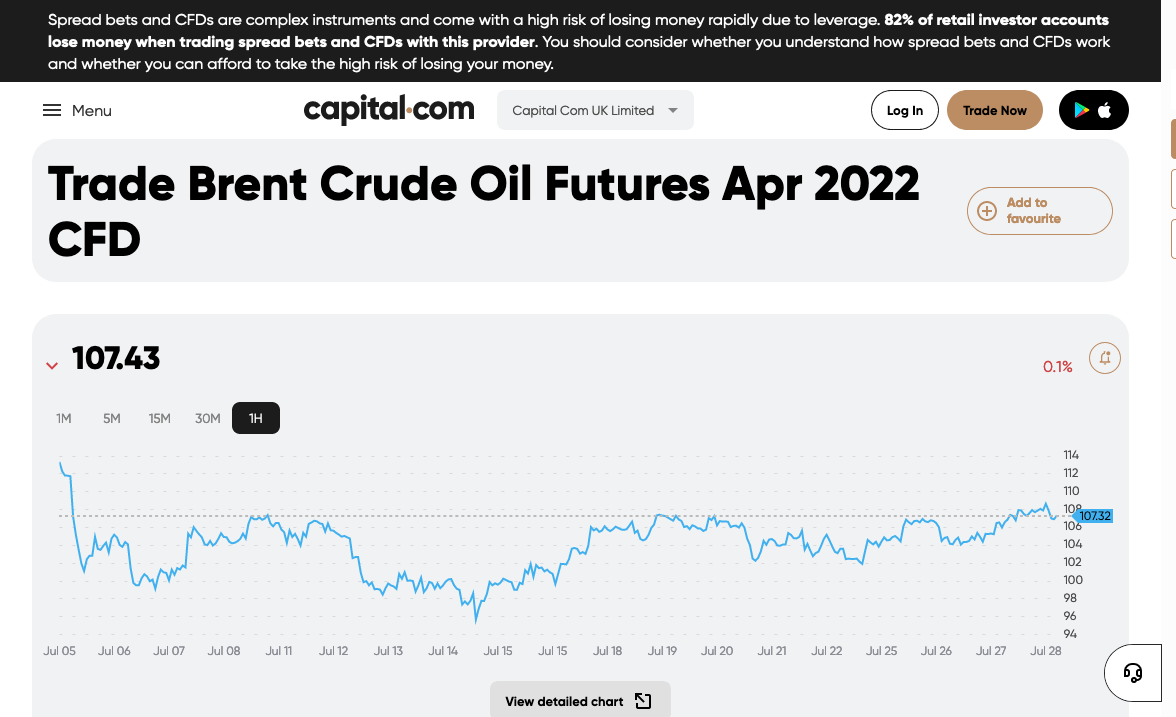 Spread bets and CFDs are complex instruments and come with a high risk of losing money rapidly due to leverage. 82% of retail investor accounts
lose money when trading spread bets and CFDs with this provider. You should consider whether you understand how spread bets and CFDs work
and whether you can afford to take the high risk of losing your money.
Menu
capital.com
Capital Com UK Limited
Log In
Trade Now
Trade Brent Crude Oil Futures Apr 2022
CFD
Add to
favourite
107.43
0.1%
1M 5M 15M 30M 1H
114
112
110
108
107.32
106
104
102
100
98
96
94
Jul 05 Jul 06 Jul 07 Jul 08 Jul 11 Jul 12 Jul 13 Jul 14 Jul 15 Jul 15 Jul 18 Jul 19 Jul 20 Jul 21 Jul 22 Jul 25 Jul 26 Jul 27 Jul 28
View detailed chart